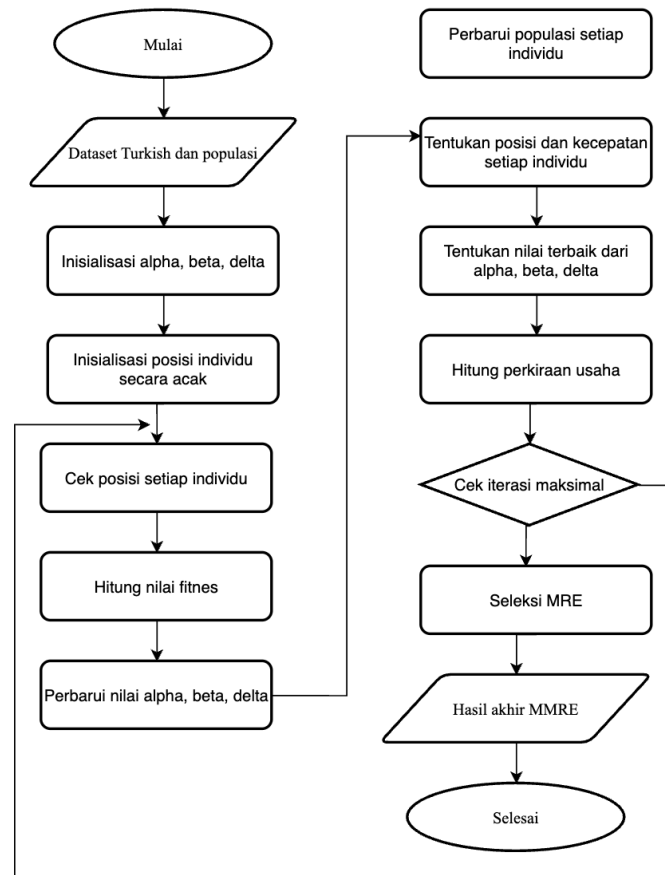 Mulai
Dataset Turkish dan populasi
Inisialisasi alpha, beta, delta
Inisialisasi posisi individu
secara acak
Cek posisi setiap individu
Hitung nilai fitnes
Perbarui nilai alpha, beta, delta
Perbarui populasi setiap
individu
Tentukan posisi dan kecepatan
setiap individu
Tentukan nilai terbaik dari
alpha, beta, delta
Hitung perkiraan usaha
Cek iterasi maksimal
Seleksi MRE
Hasil akhir MMRE
Selesai